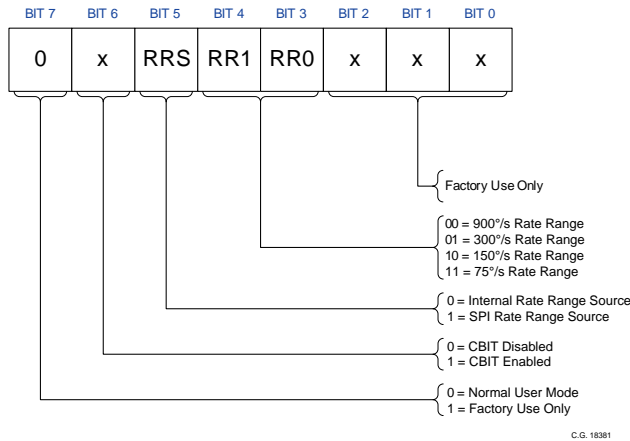 BIT 7 BIT 6 BIT 5 BIT 4 BIT 3 BIT 2 BIT 1 BIT 0
0 x RRS RR1 RR0 x x x
Factory Use Only
00 = 900°/s Rate Range
01 = 300°/s Rate Range
10 = 150°/s Rate Range
11 = 75°/s Rate Range
0 = Internal Rate Range Source
1 = SPI Rate Range Source
0 = CBIT Disabled
1 = CBIT Enabled
0 = Normal User Mode
1 = Factory Use Only
C.G. 18381